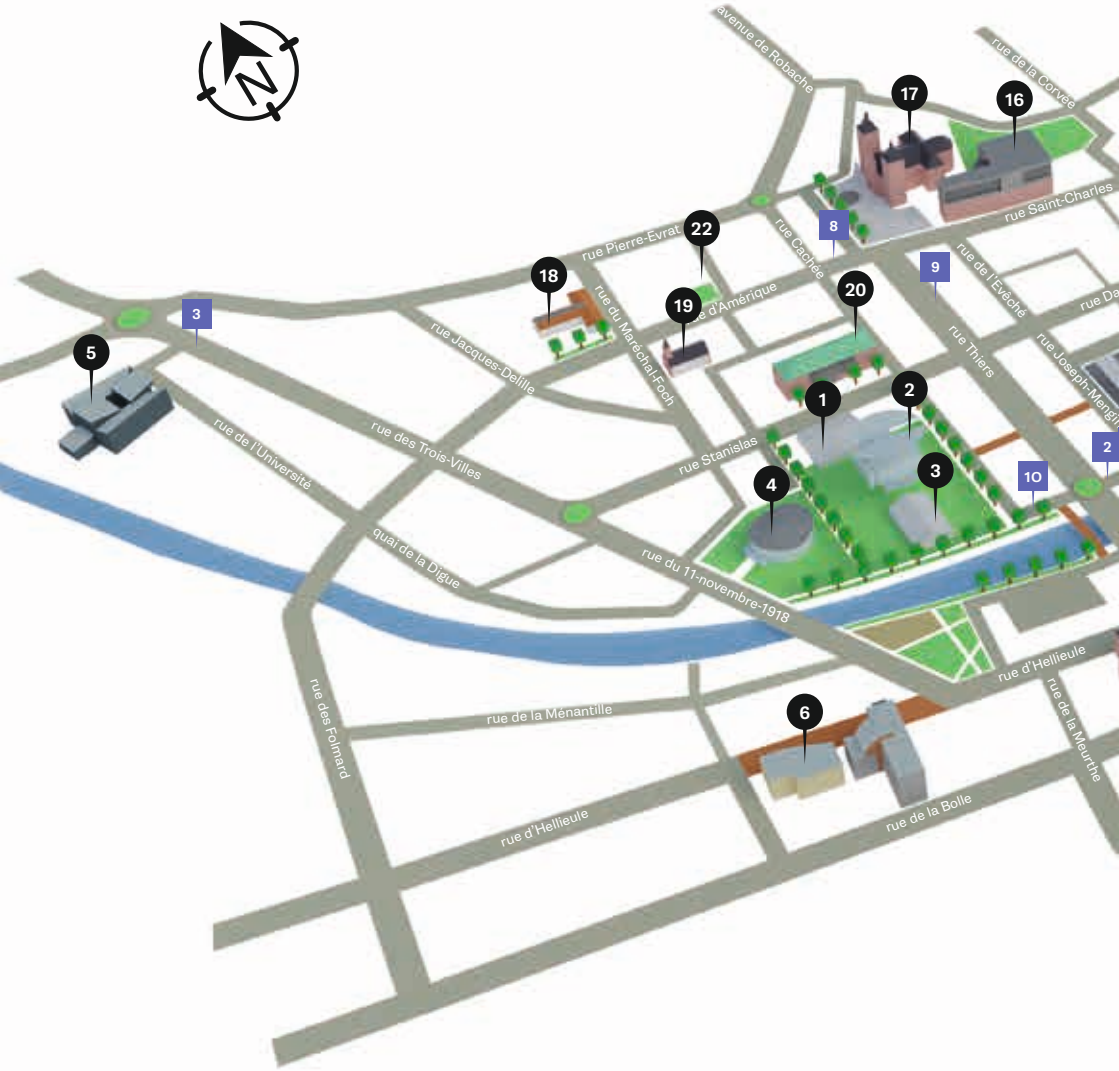 avenue de Robache
rue de la Corvée
N
17
16
rue Saint-Charles
22
8
rue Pierre-Evrat
rue Cachée
9
rue de l'Evêché
18
20
3
19
e d'Amérique
rue Da
rue du Maréchal-Foch
rue Jacques-Delille
rue Thiers
rue Joseph-Mengin
5
1
2
rue de l'Université
rue des Trois-Villes
rue Stanislas
2
3
10
4
quai de la Digue
rue du 11-novembre-1918
rue d'Hellieule
rue des Folmard
rue de la Ménantille
6
rue de la Meurthe
rue d'Hellieule
rue de la Bolle